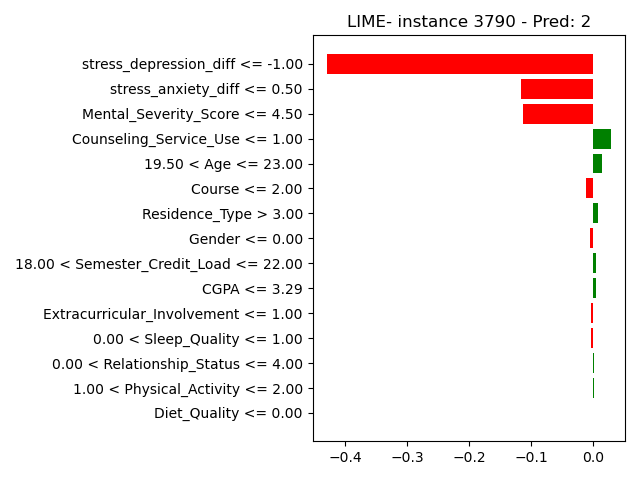 LIME- instance 3790 - Pred: 2
stress_depression_diff <= -1.00
stress_anxiety_diff <= 0.50
Mental_Severity_Score <= 4.50
Counseling_Service_Use <= 1.00
19.50 < Age <= 23.00
Course <= 2.00
Residence_Type > 3.00
Gender <= 0.00
18.00 < Semester_Credit_Load <= 22.00
CGPA <= 3.29
Extracurricular_Involvement <= 1.00
0.00 < Sleep_Quality <= 1.00
0.00 < Relationship_Status <= 4.00
1.00 < Physical_Activity <= 2.00
Diet_Quality <= 0.00
−0.4 −0.3 −0.2 −0.1 0.0